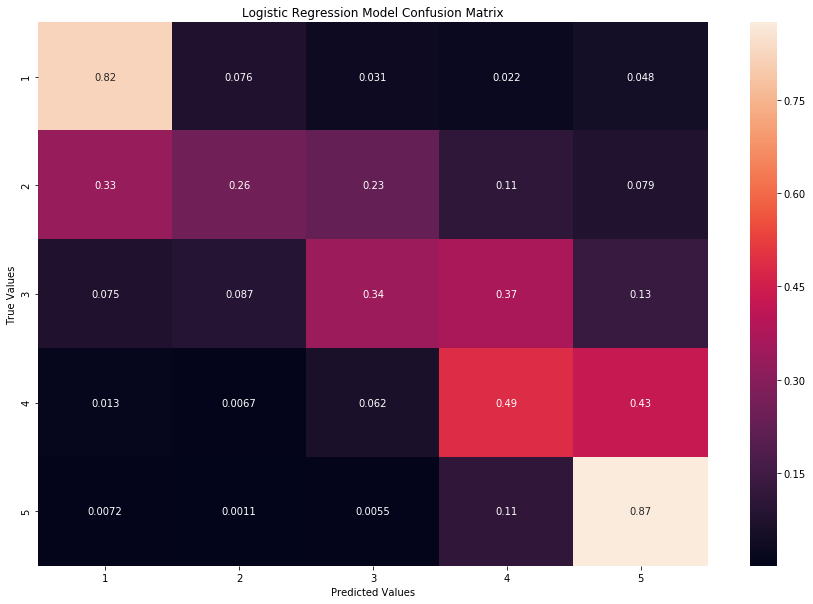 Logistic Regression Model Confusion Matrix
True Values
1 0.82 0.076 0.031 0.022 0.048
2 0.33 0.26 0.23 0.11 0.079
3 0.075 0.087 0.34 0.37 0.13
4 0.013 0.0067 0.062 0.49 0.43
5 0.0072 0.0011 0.0055 0.11 0.87
1 2 3 4 5
Predicted Values
0.75
0.60
0.45
0.30
0.15